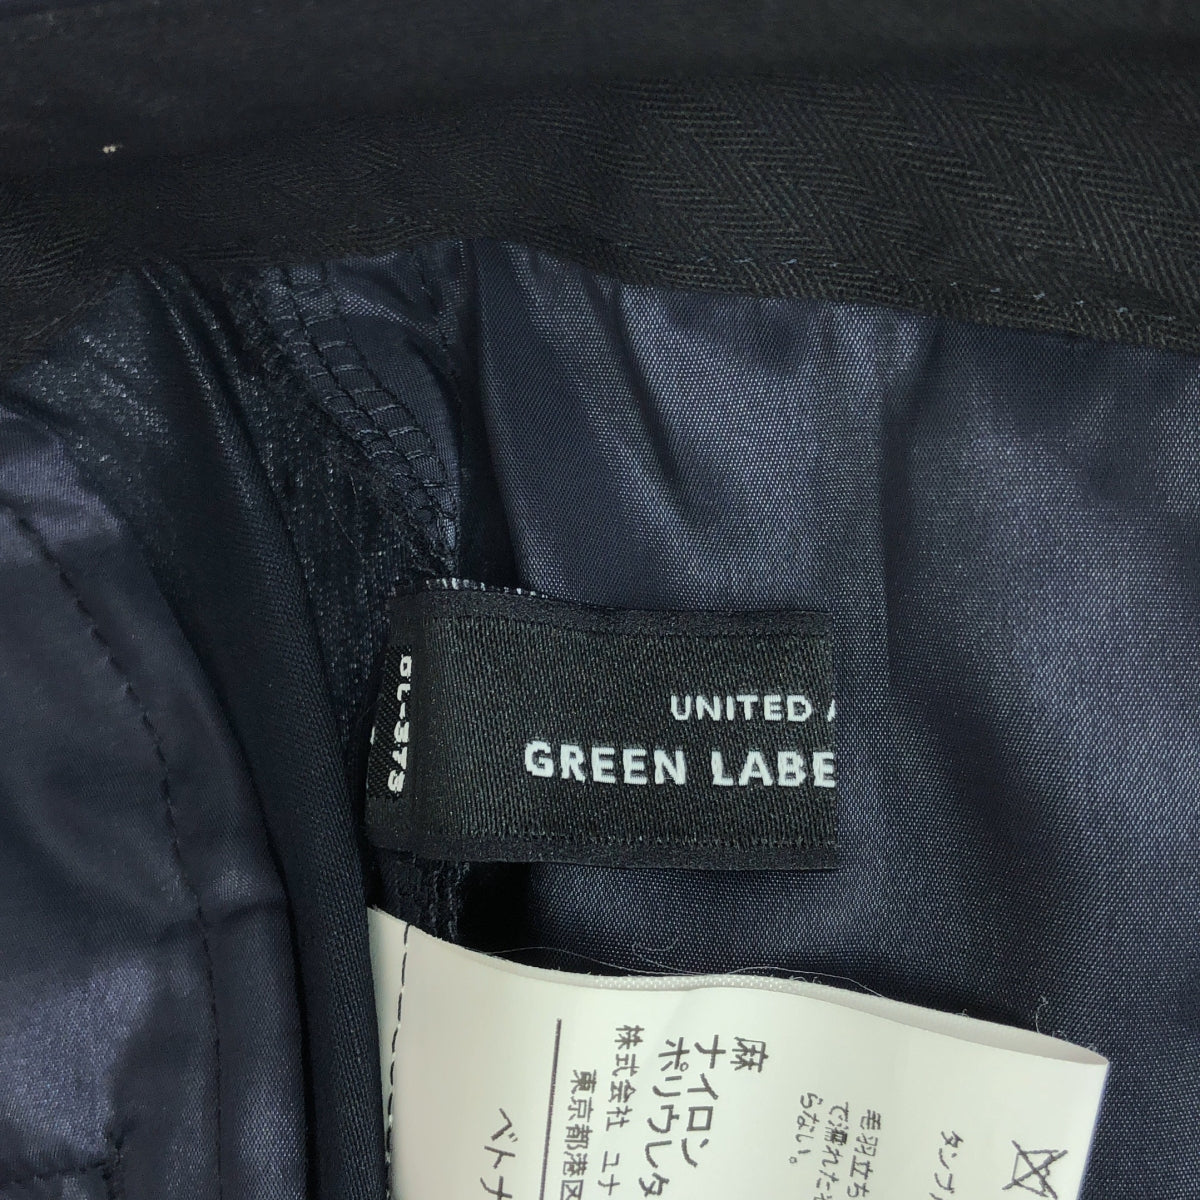 UNITED
GREEN LABE
タンブ
毛羽立ち
で濡れた
らない。
麻
ナイロン
ポリウレタ
株式会社 ユナ
東京都港区
ベトナ